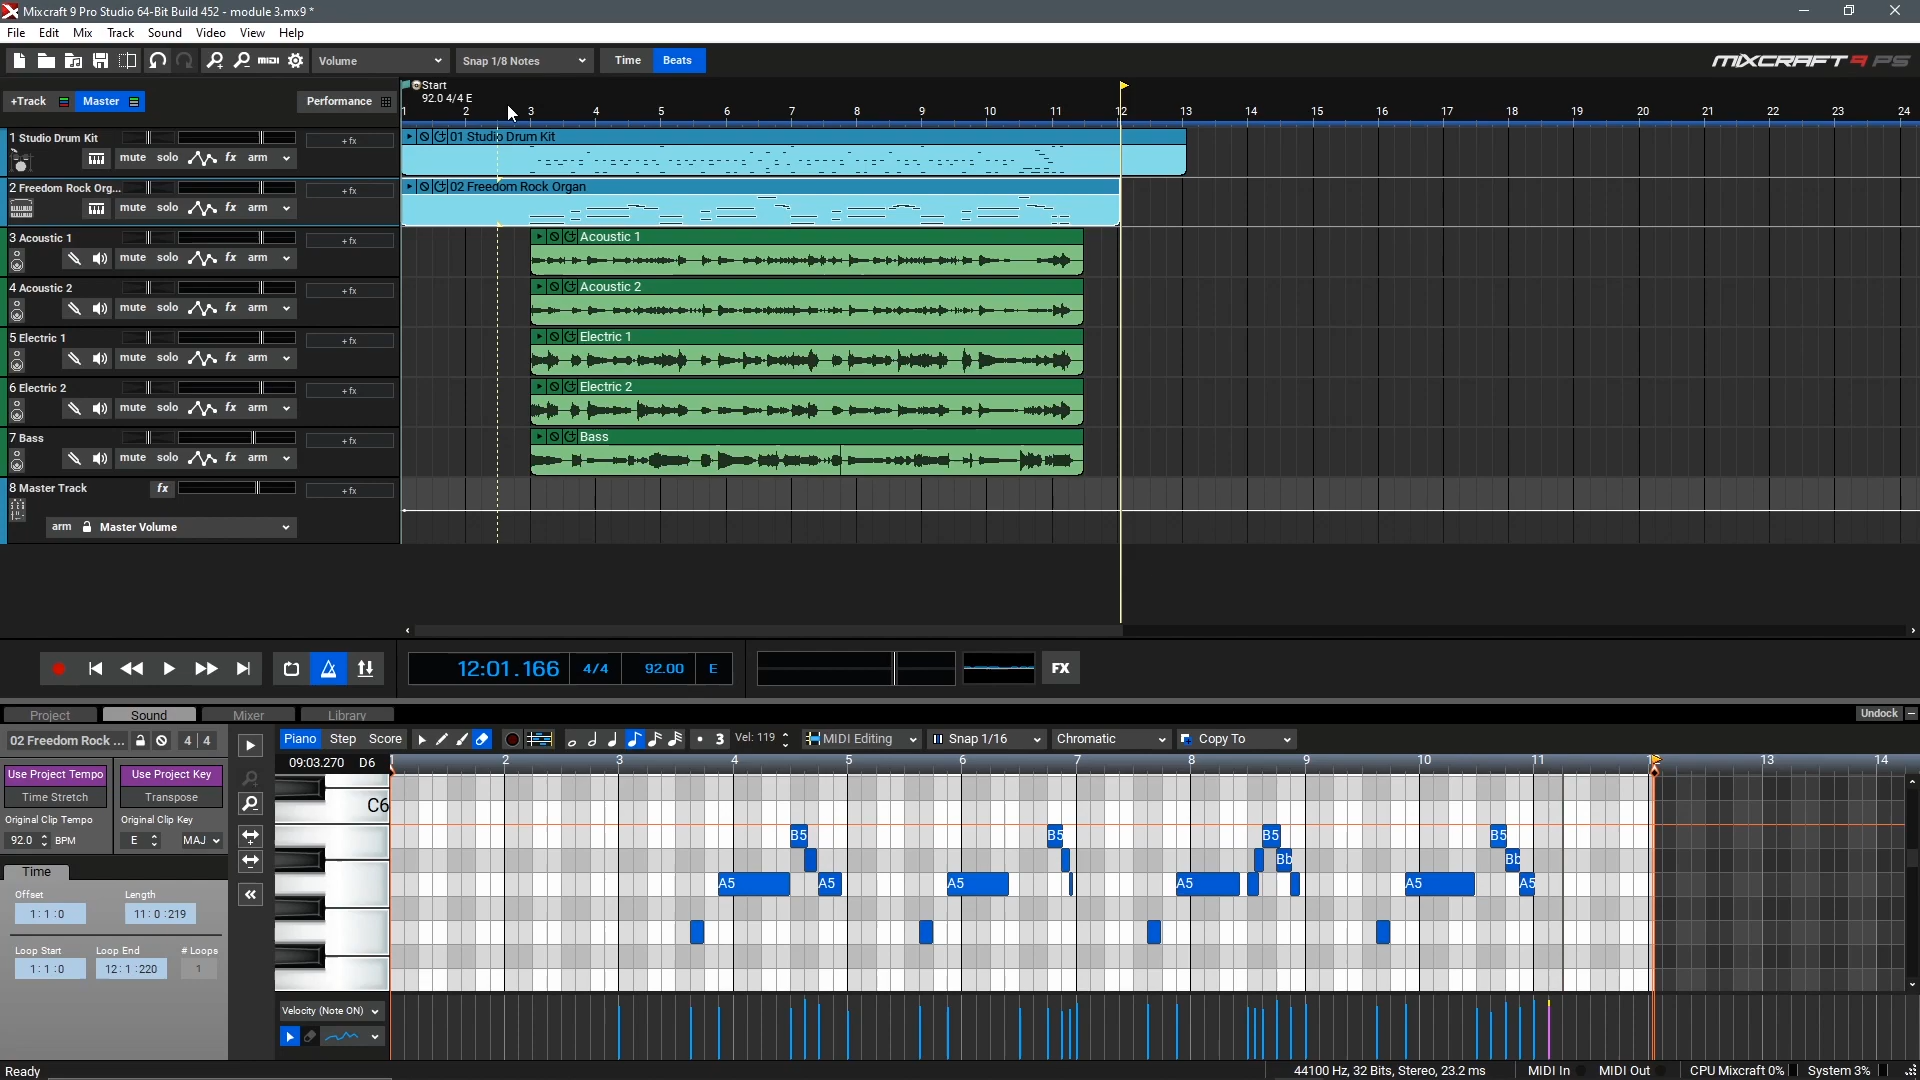 Mixcraft 9 Pro Studio 64-Bit Build 452 - module 3.mx9 *
File Edit Mix Track Sound Video View Help
MIDI Volume Snap 1/8 Notes Time Beats MIXCRAFT 9 PS
+Track Master Performance
Start
92.0 4/4 E
1 2 3 4 5 6 7 8 9 10 11 12 13 14 15 16 17 18 19 20 21 22 23 24
1 Studio Drum Kit +fx
mute solo fx arm
01 Studio Drum Kit
2 Freedom Rock Org... +fx
mute solo fx arm
02 Freedom Rock Organ
3 Acoustic 1 +fx
mute solo fx arm
Acoustic 1
4 Acoustic 2 +fx
mute solo fx arm
Acoustic 2
5 Electric 1 +fx
mute solo fx arm
Electric 1
6 Electric 2 +fx
mute solo fx arm
Electric 2
7 Bass +fx
mute solo fx arm
Bass
8 Master Track fx +fx
arm Master Volume
12:01.166 4/4 92.00 E FX
Project Sound Mixer Library Undock
02 Freedom Rock ... 4 4
Piano Step Score 3 Vel: 119 MIDI Editing Snap 1/16 Chromatic Copy To
09:03.270 D6 1 2 3 4 5 6 7 8 9 10 11 13 14
Use Project Tempo Use Project Key
Time Stretch Transpose
Original Clip Tempo Original Clip Key
92.0 BPM E MAJ
Time
Offset Length
1:1:0 11:0:219
Loop Start Loop End # Loops
1:1:0 12:1:220 1
C6
B5 B5 B5 B5
Bb Bb
A5 A5 A5 A5 A5 A5
Velocity (Note ON)
Ready 44100 Hz, 32 Bits, Stereo, 23.2 ms MIDI In MIDI Out CPU Mixcraft 0% System 3%